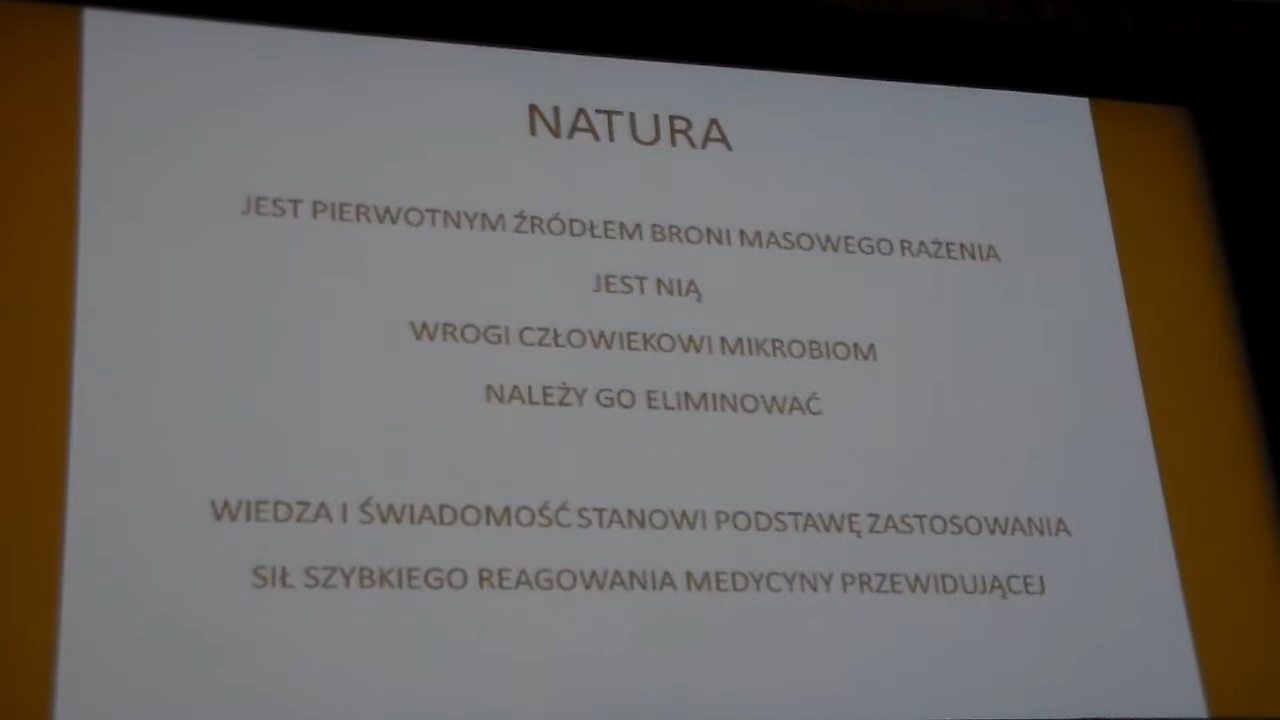 NATURA
JEST PIERWOTNYM ŹRÓDŁEM BRONI MASOWEGO RAŻENIA
JEST NIĄ
WROGI CZŁOWIEKOWI MIKROBIOM
NALEŻY GO ELIMINOWAĆ
WIEDZA I ŚWIADOMOŚĆ STANOWI PODSTAWĘ ZASTOSOWANIA
SIŁ SZYBKIEGO REAGOWANIA MEDYCYNY PRZEWIDUJĄCEJ